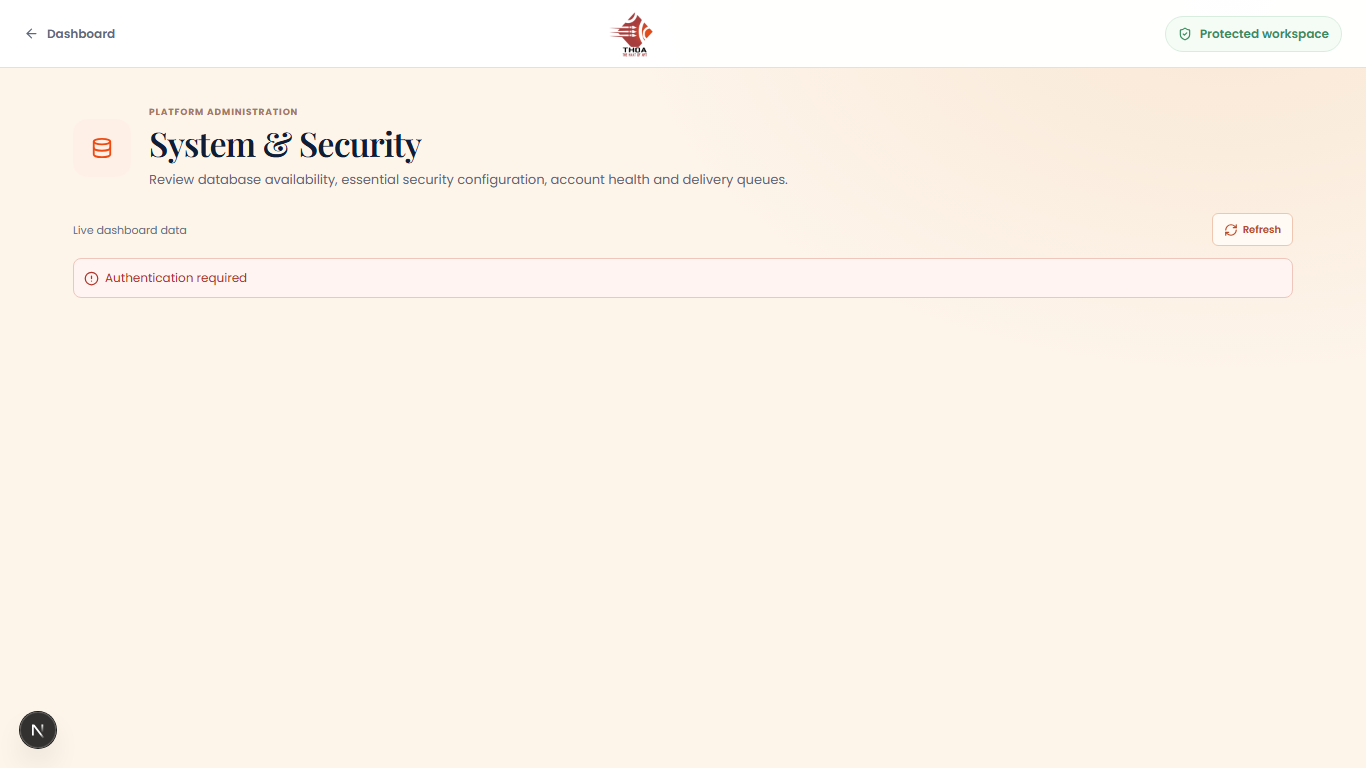 Dashboard
THOA
Protected workspace
PLATFORM ADMINISTRATION
System & Security
Review database availability, essential security configuration, account health and delivery queues.
Live dashboard data
Refresh
Authentication required
N